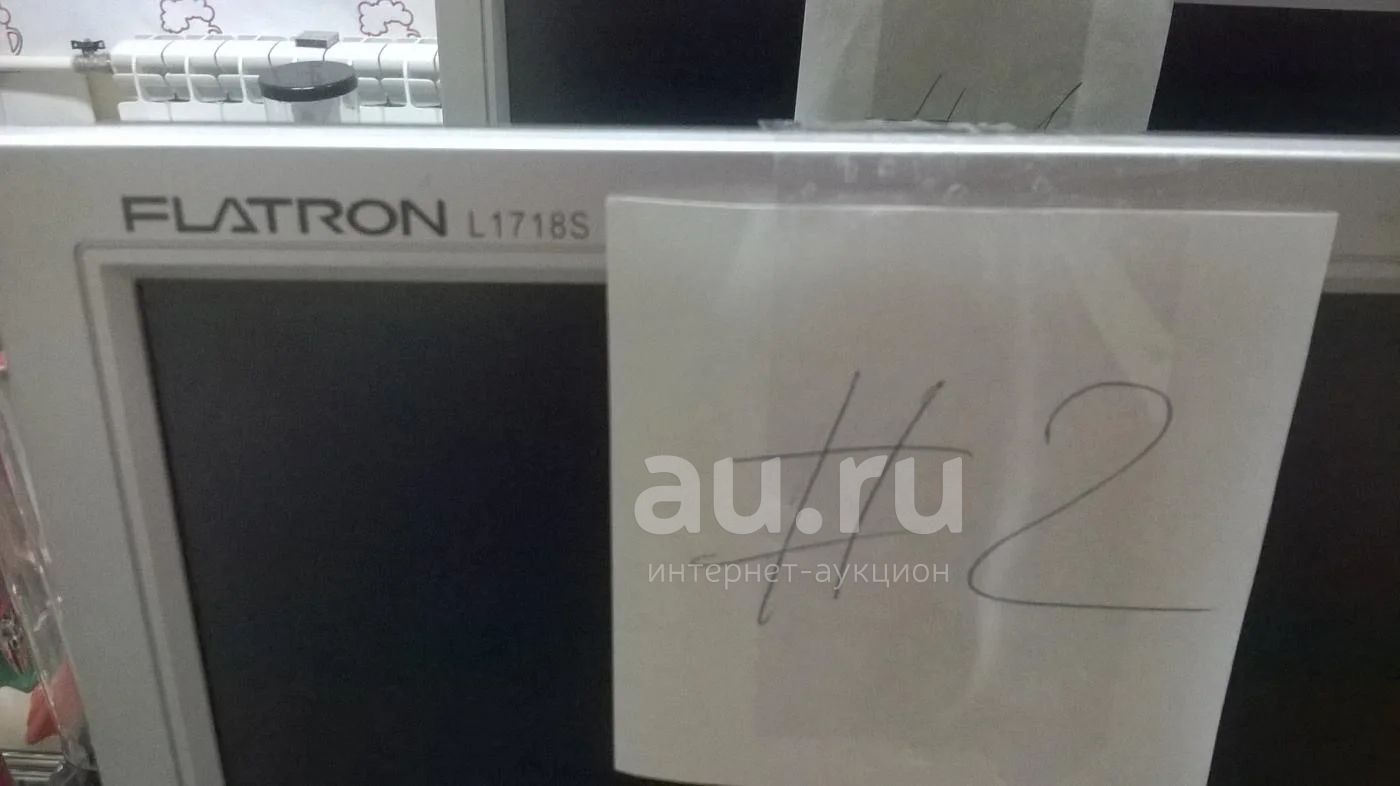 FLATRON L1718S
#2
au.ru
интернет-аукцион